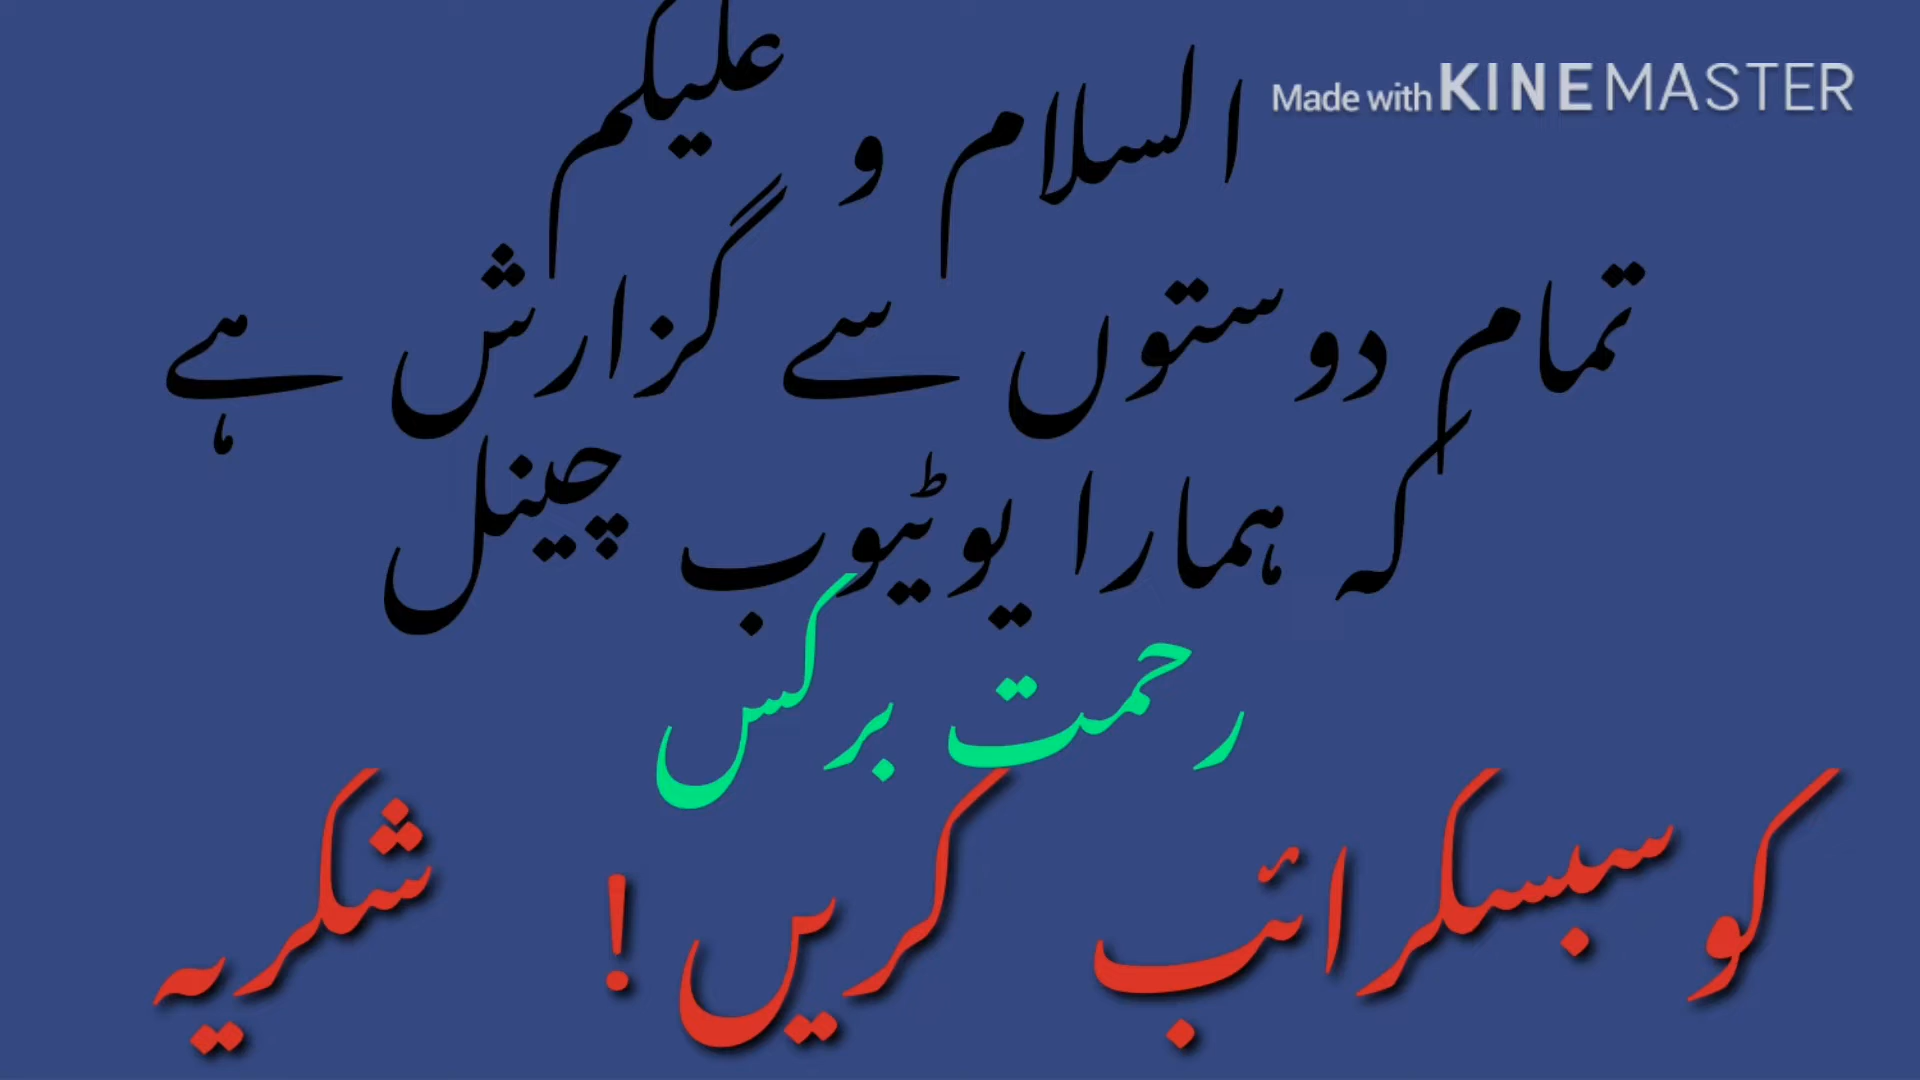 Made with KINEMASTER
السلام و علیکم
تمام دوستوں سے گزارش ہے
کہ ہمارا یوٹیوب چینل
رحمت برکس
کو سبسکرائب کریں! شکریہ